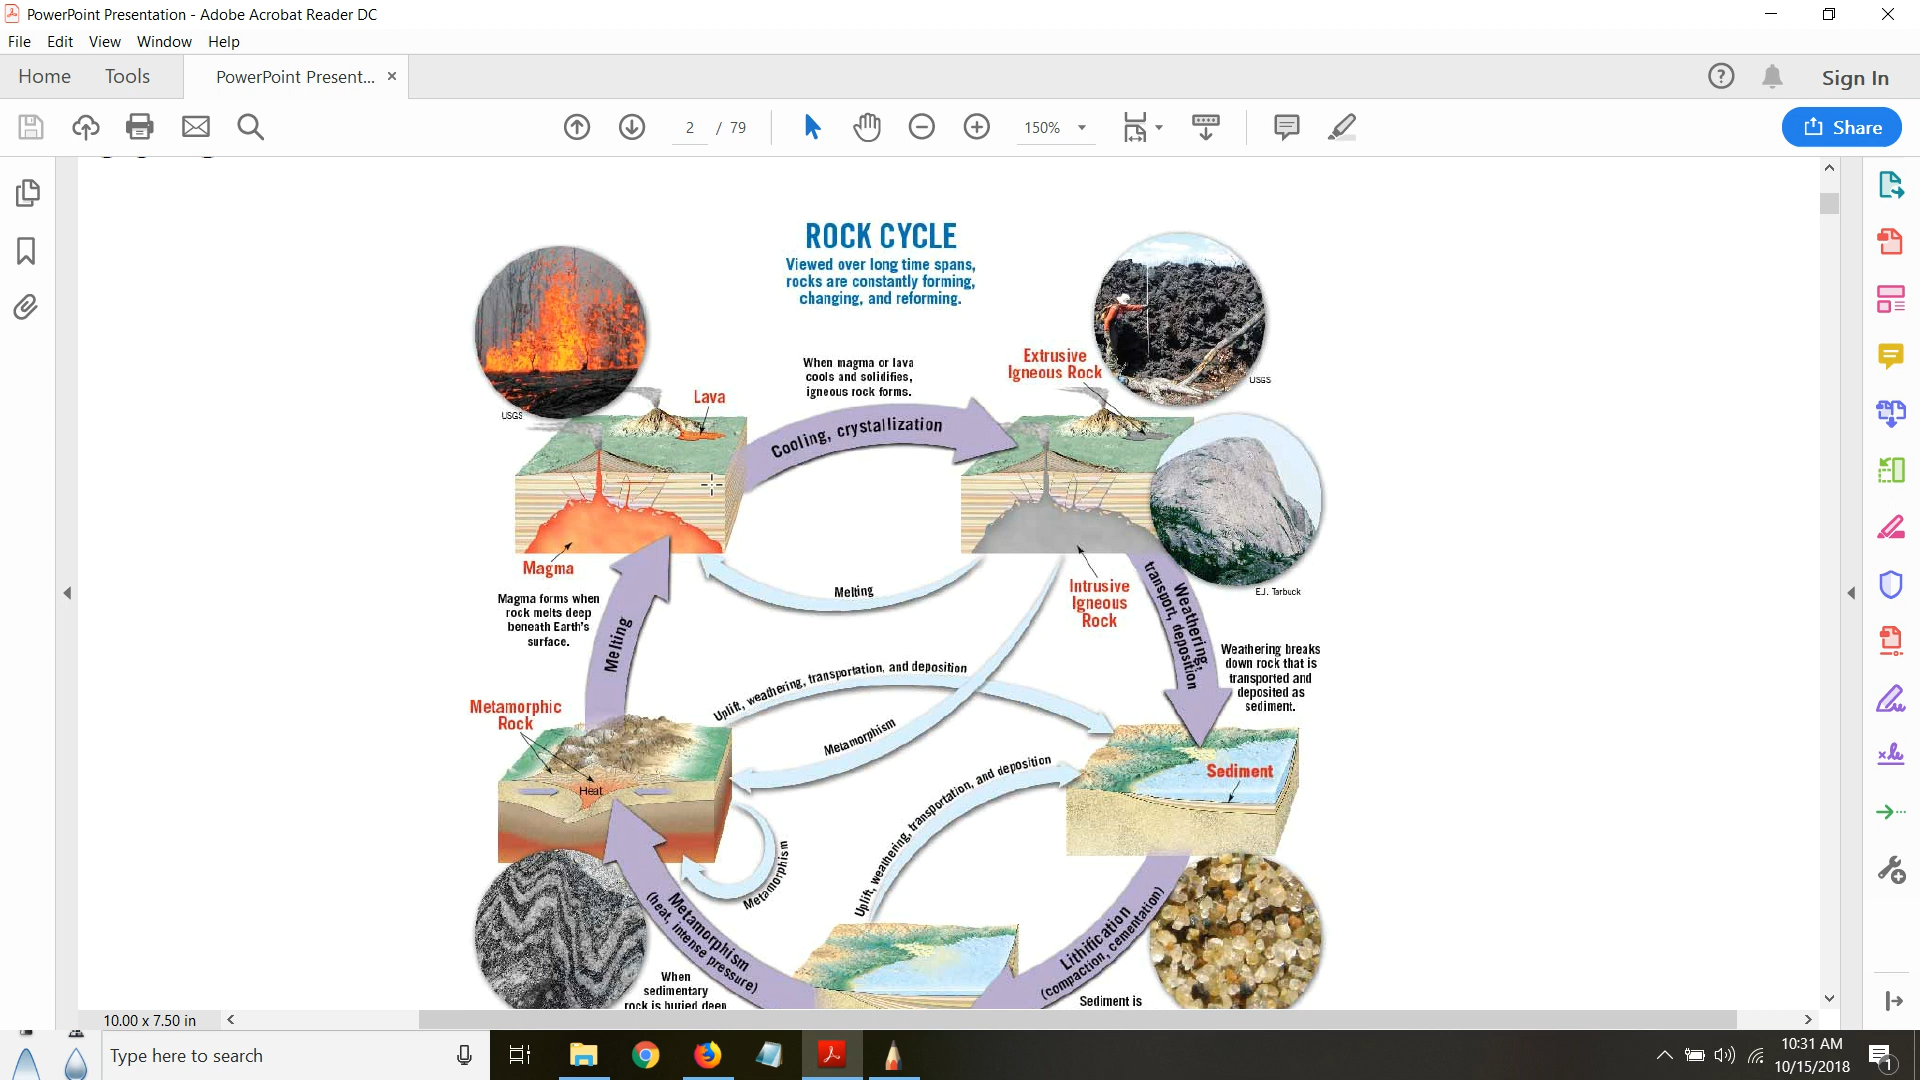 PowerPoint Presentation - Adobe Acrobat Reader DC
File Edit View Window Help
Home Tools PowerPoint Present... × Sign In
2 / 79 150% Share
ROCK CYCLE
Viewed over long time spans,
rocks are constantly forming,
changing, and reforming.
USGS
Lava
When magma or lava
cools and solidifies,
igneous rock forms.
Cooling, crystallization
Extrusive
Igneous Rock
USGS
E.J. Tarbuck
Magma
Magma forms when
rock melts deep
beneath Earth's
surface.
Melting
Melting
Intrusive
Igneous
Rock
Weathering,
transport, deposition
Weathering breaks
down rock that is
transported and
deposited as
sediment.
Uplift, weathering, transportation, and deposition
Metamorphism
Metamorphic
Rock
Heat
Sediment
Uplift, weathering, transportation, and deposition
Metamorphism
Metamorphism
(heat, intense pressure)
Lithification
(compaction, cementation)
When
sedimentary
rock is buried deep
Sediment is
10.00 x 7.50 in
Type here to search
10:31 AM
10/15/2018
1